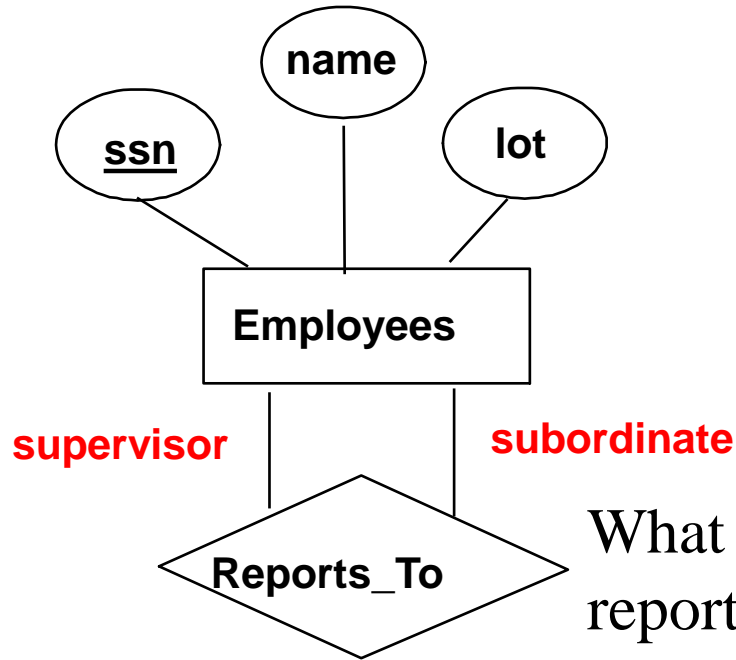 name
ssn
lot
Employees
supervisor
subordinate
Reports_To
What
report